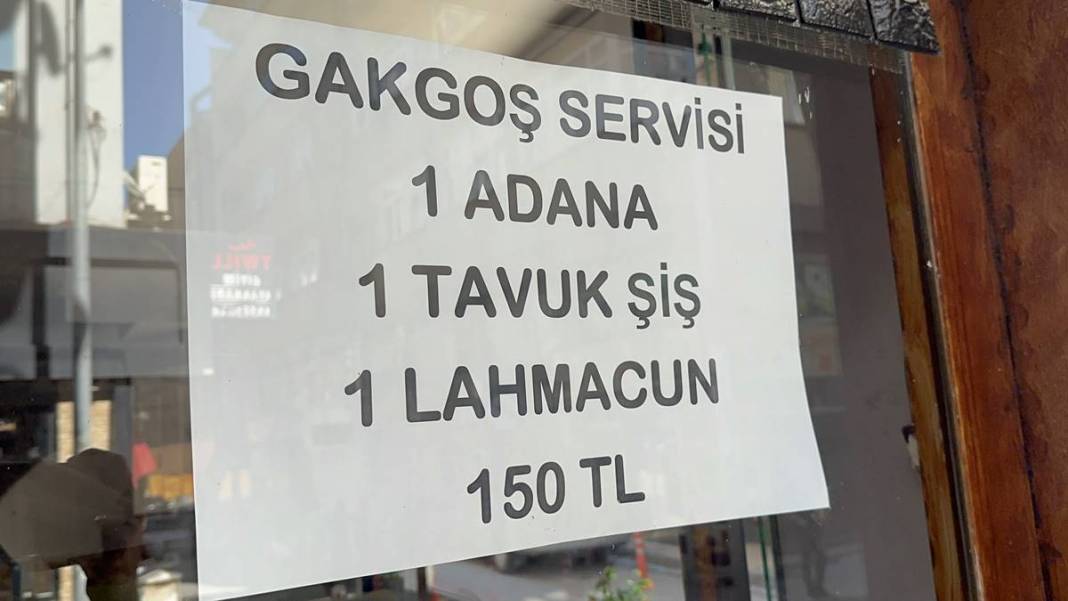 GAKGOŞ SERVİSİ
1 ADANA
1 TAVUK ŞİŞ
1 LAHMACUN
150 TL